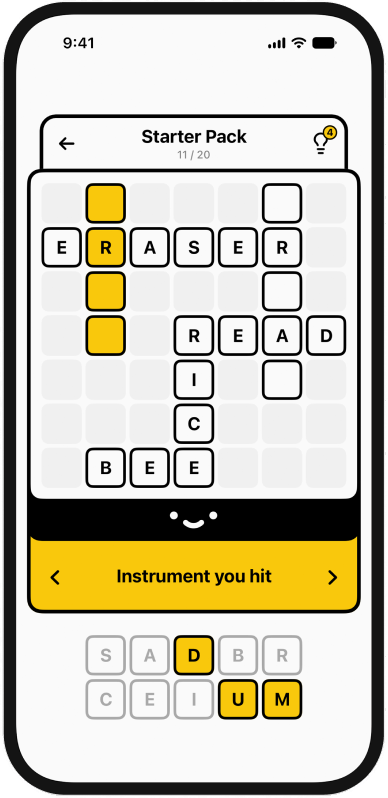 9:41
Starter Pack
4
11 / 20
E R A S E R
R E A D
I
C
B E E
Instrument you hit
S A D B R
C E I U M